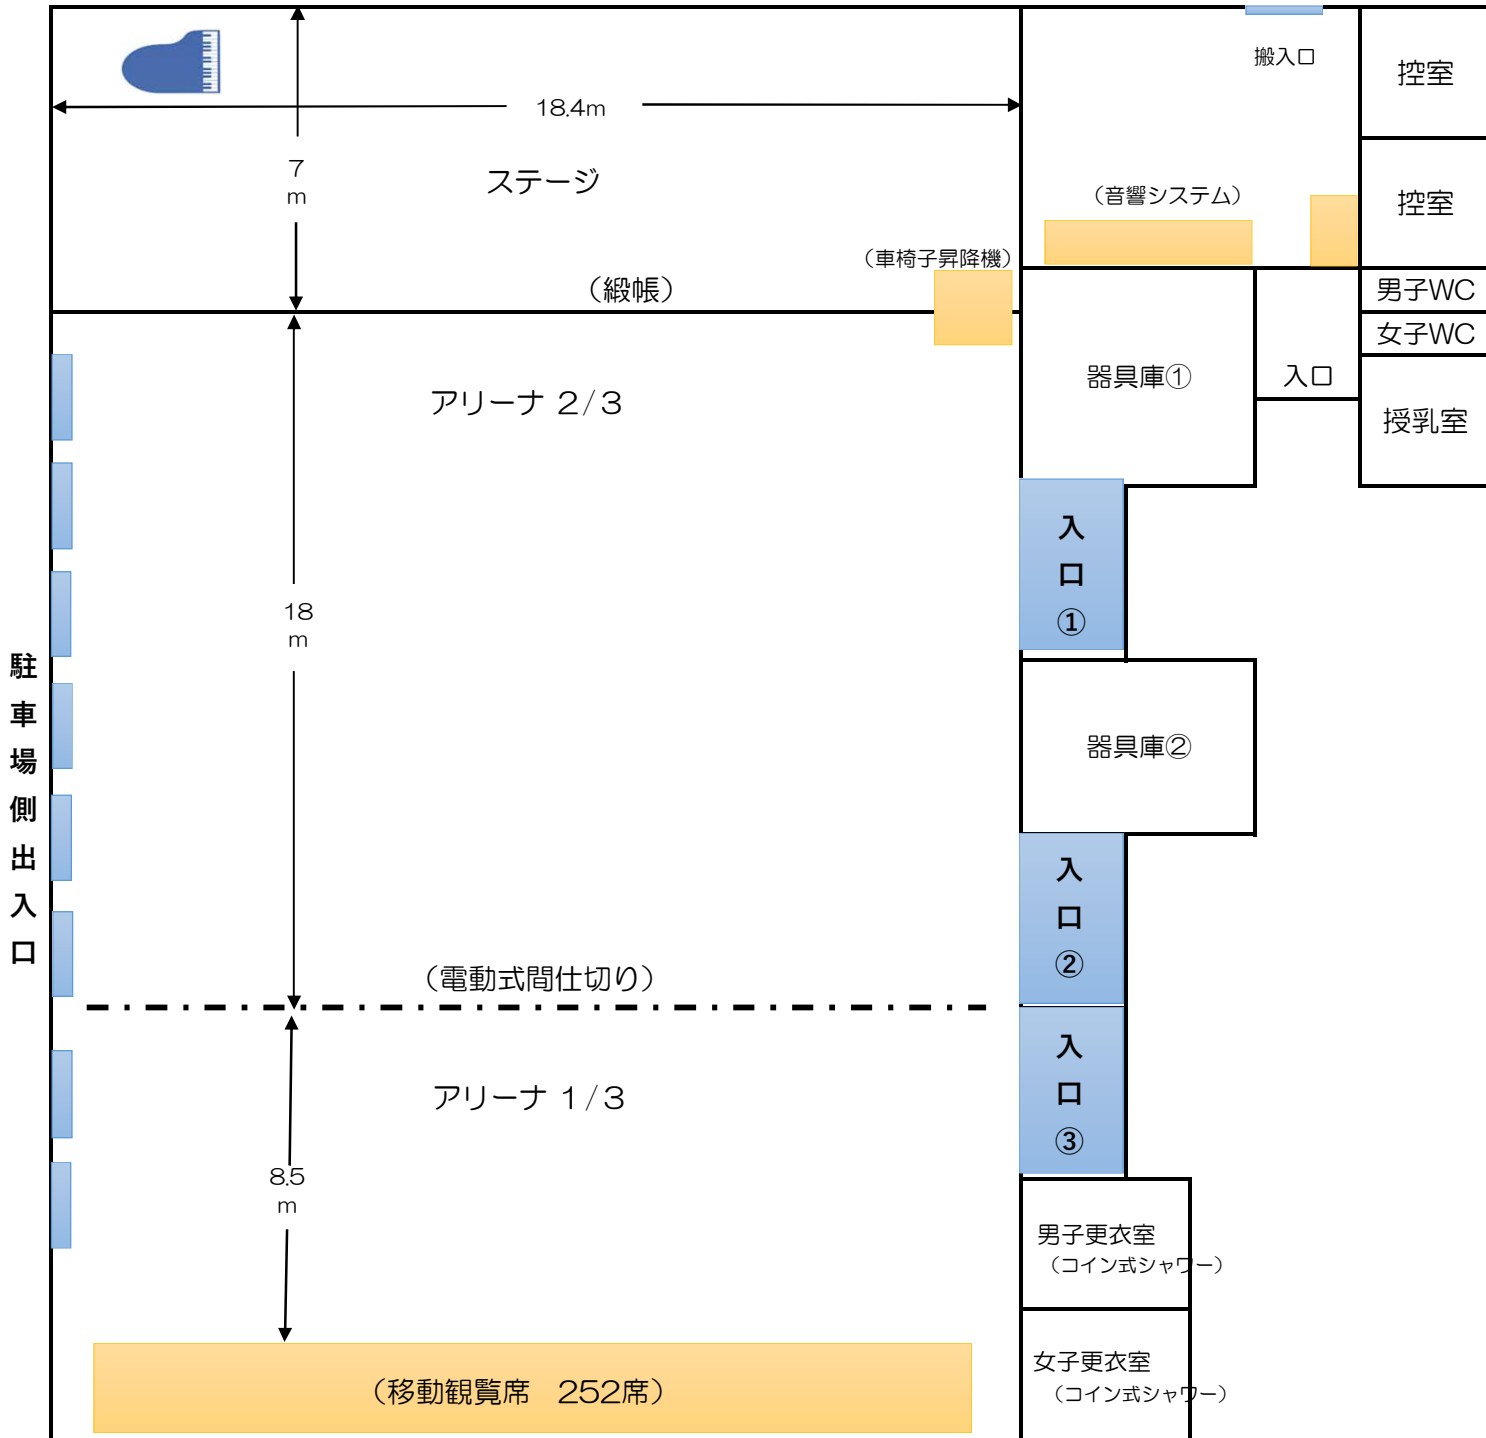 搬入口
控室
18.4m
7
m
ステージ
控室
（音響システム）
（車椅子昇降機）
（緞帳）
男子WC
女子WC
器具庫①
入口
アリーナ 2/3
授乳室
入
口
①
18
m
駐
車
場
側
出
入
口
器具庫②
入
口
②
（電動式間仕切り）
入
口
③
アリーナ 1/3
8.5
m
男子更衣室
（コイン式シャワー）
女子更衣室
（コイン式シャワー）
（移動観覧席　252席）